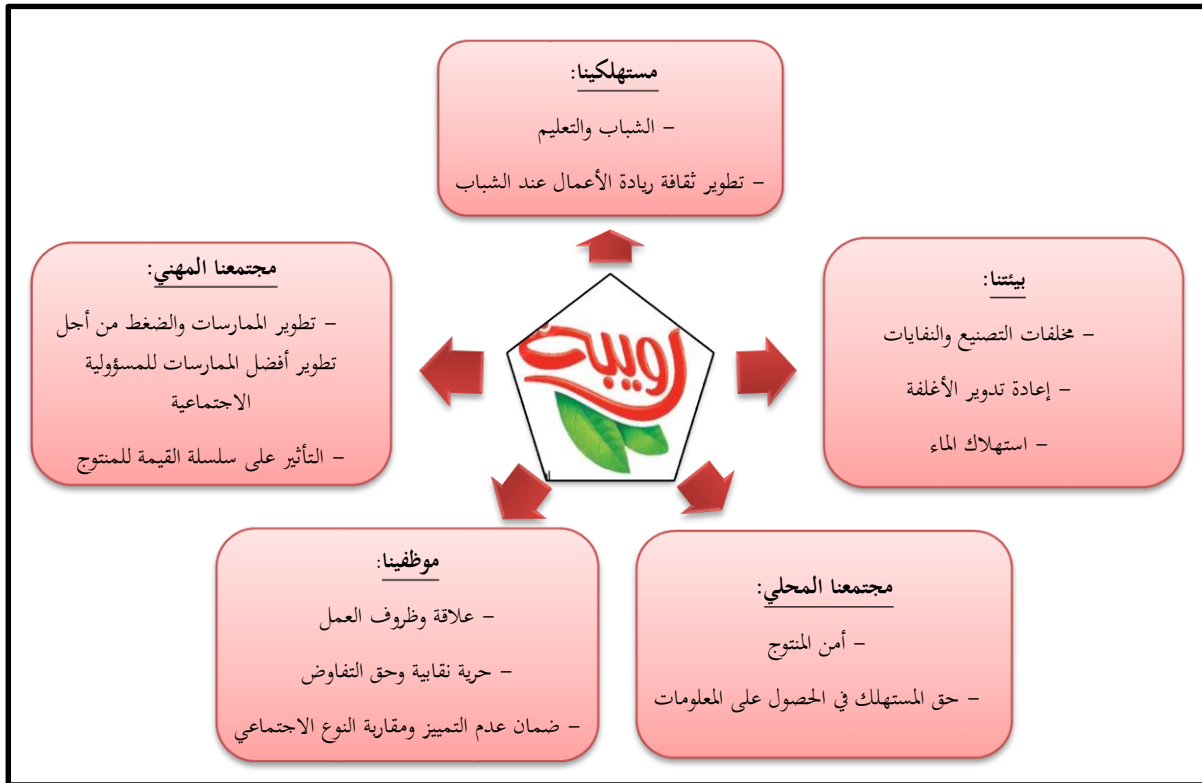 مستهلكينا:
– الشباب والتعليم
– تطوير ثقافة ريادة الأعمال عند الشباب
بيئتنا:
– مخلفات التصنيع والنفايات
– إعادة تدوير الأغلفة
– استهلاك الماء
مجتمعنا المهني:
– تطوير الممارسات والضغط من أجل
تطوير أفضل الممارسات للمسؤولية
الاجتماعية
– التأثير على سلسلة القيمة للمنتوج
رويبة
مجتمعنا المحلي:
– أمن المنتوج
– حق المستهلك في الحصول على المعلومات
موظفينا:
– علاقة وظروف العمل
– حرية نقابية وحق التفاوض
– ضمان عدم التمييز ومقاربة النوع الاجتماعي